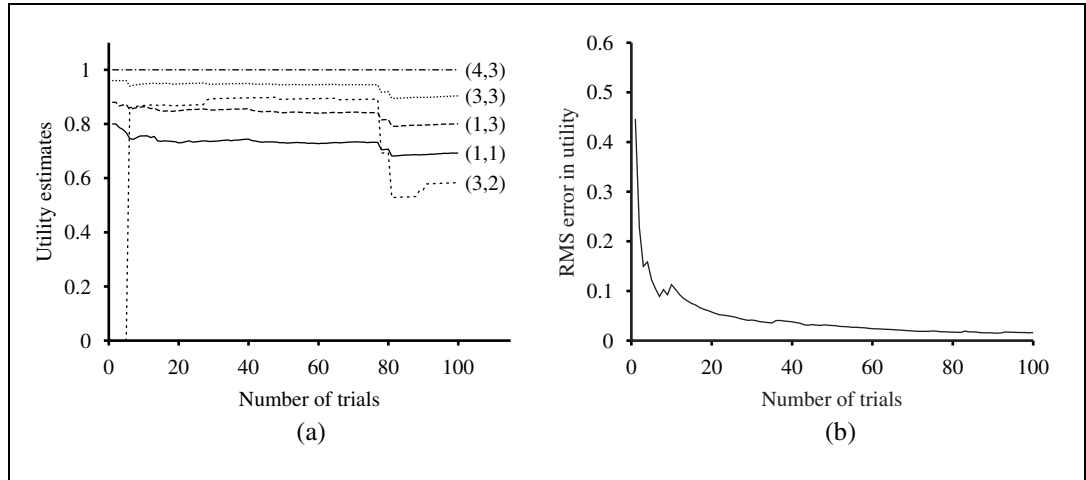 Utility estimates
1
0.8
0.6
0.4
0.2
0
(4,3)
(3,3)
(1,3)
(1,1)
(3,2)
0 20 40 60 80 100
Number of trials
(a)
RMS error in utility
0.6
0.5
0.4
0.3
0.2
0.1
0
0 20 40 60 80 100
Number of trials
(b)